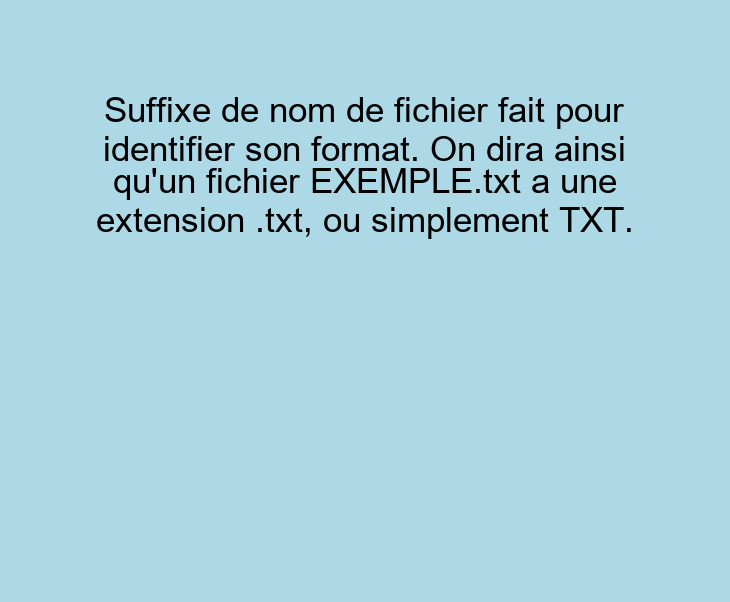 Suffixe de nom de fichier fait pour
identifier son format. On dira ainsi
qu'un fichier EXEMPLE.txt a une
extension .txt, ou simplement TXT.